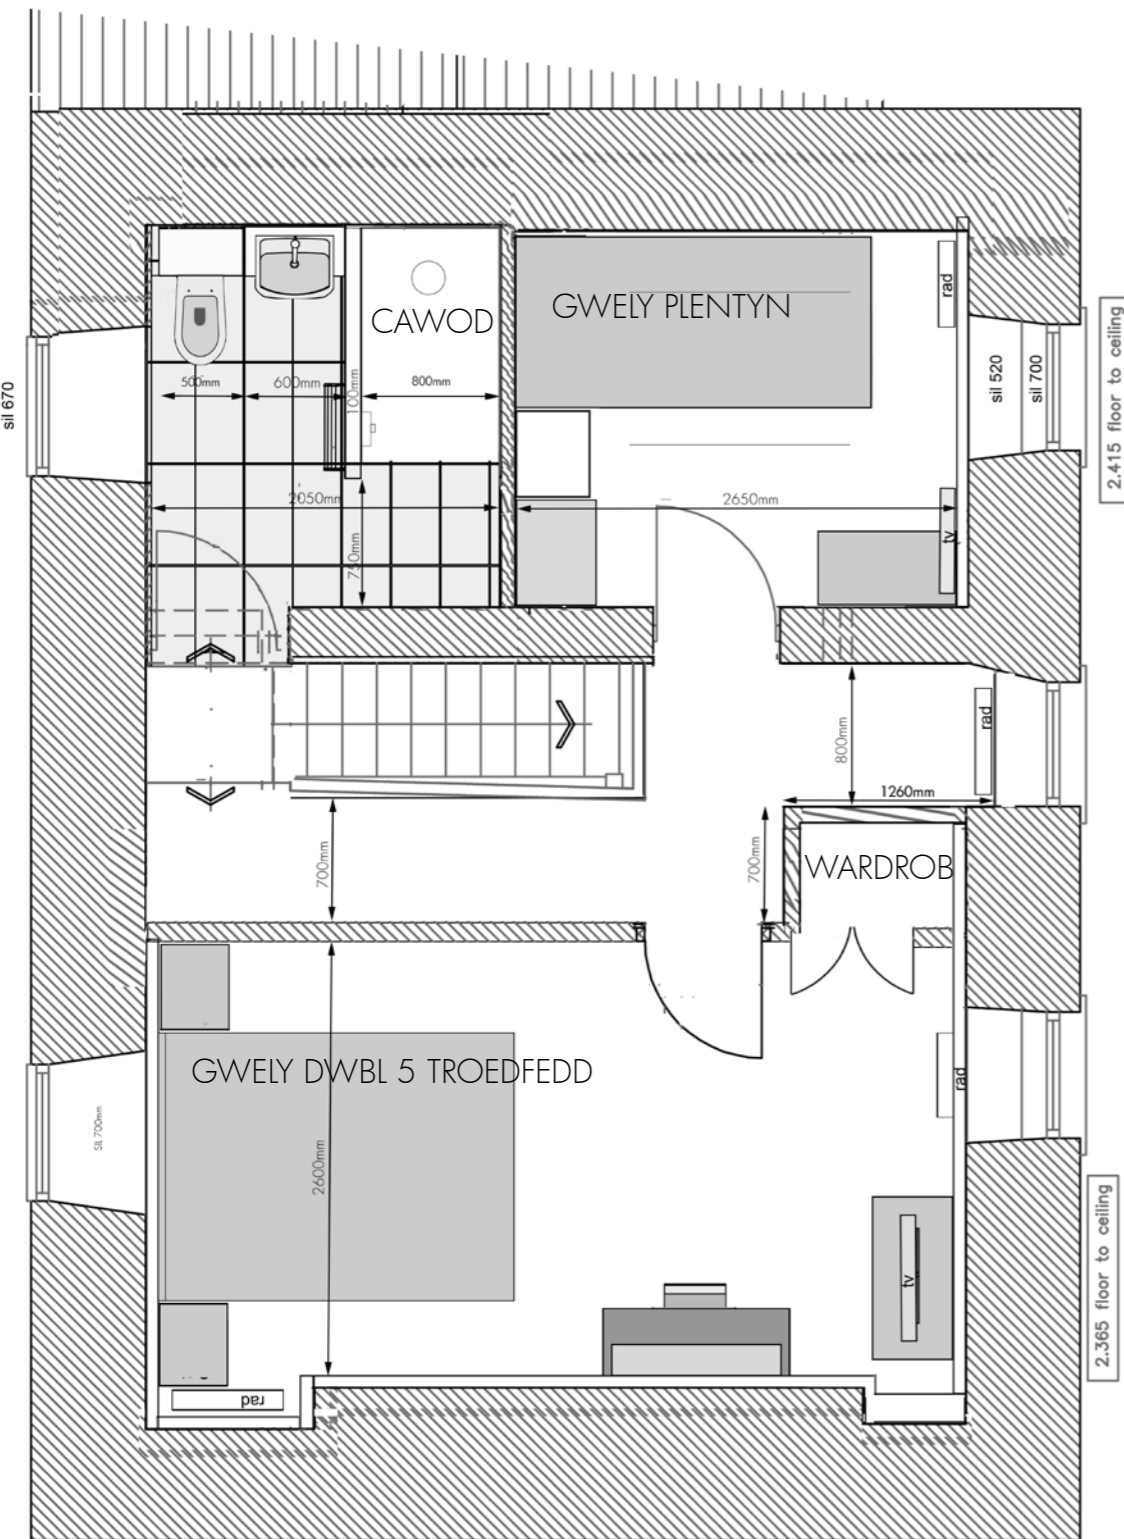 CAWOD
GWELY PLENTYN
rad
500mm
600mm
100mm
800mm
sil 670
sil 520
sil 700
2.415 floor to ceiling
2050mm
750mm
2650mm
tv
800mm
rad
1260mm
700mm
700mm
WARDROB
GWELY DWBL 5 TROEDFEDD
rad
SIL 700mm
2600mm
tv
2.365 floor to ceiling
rad